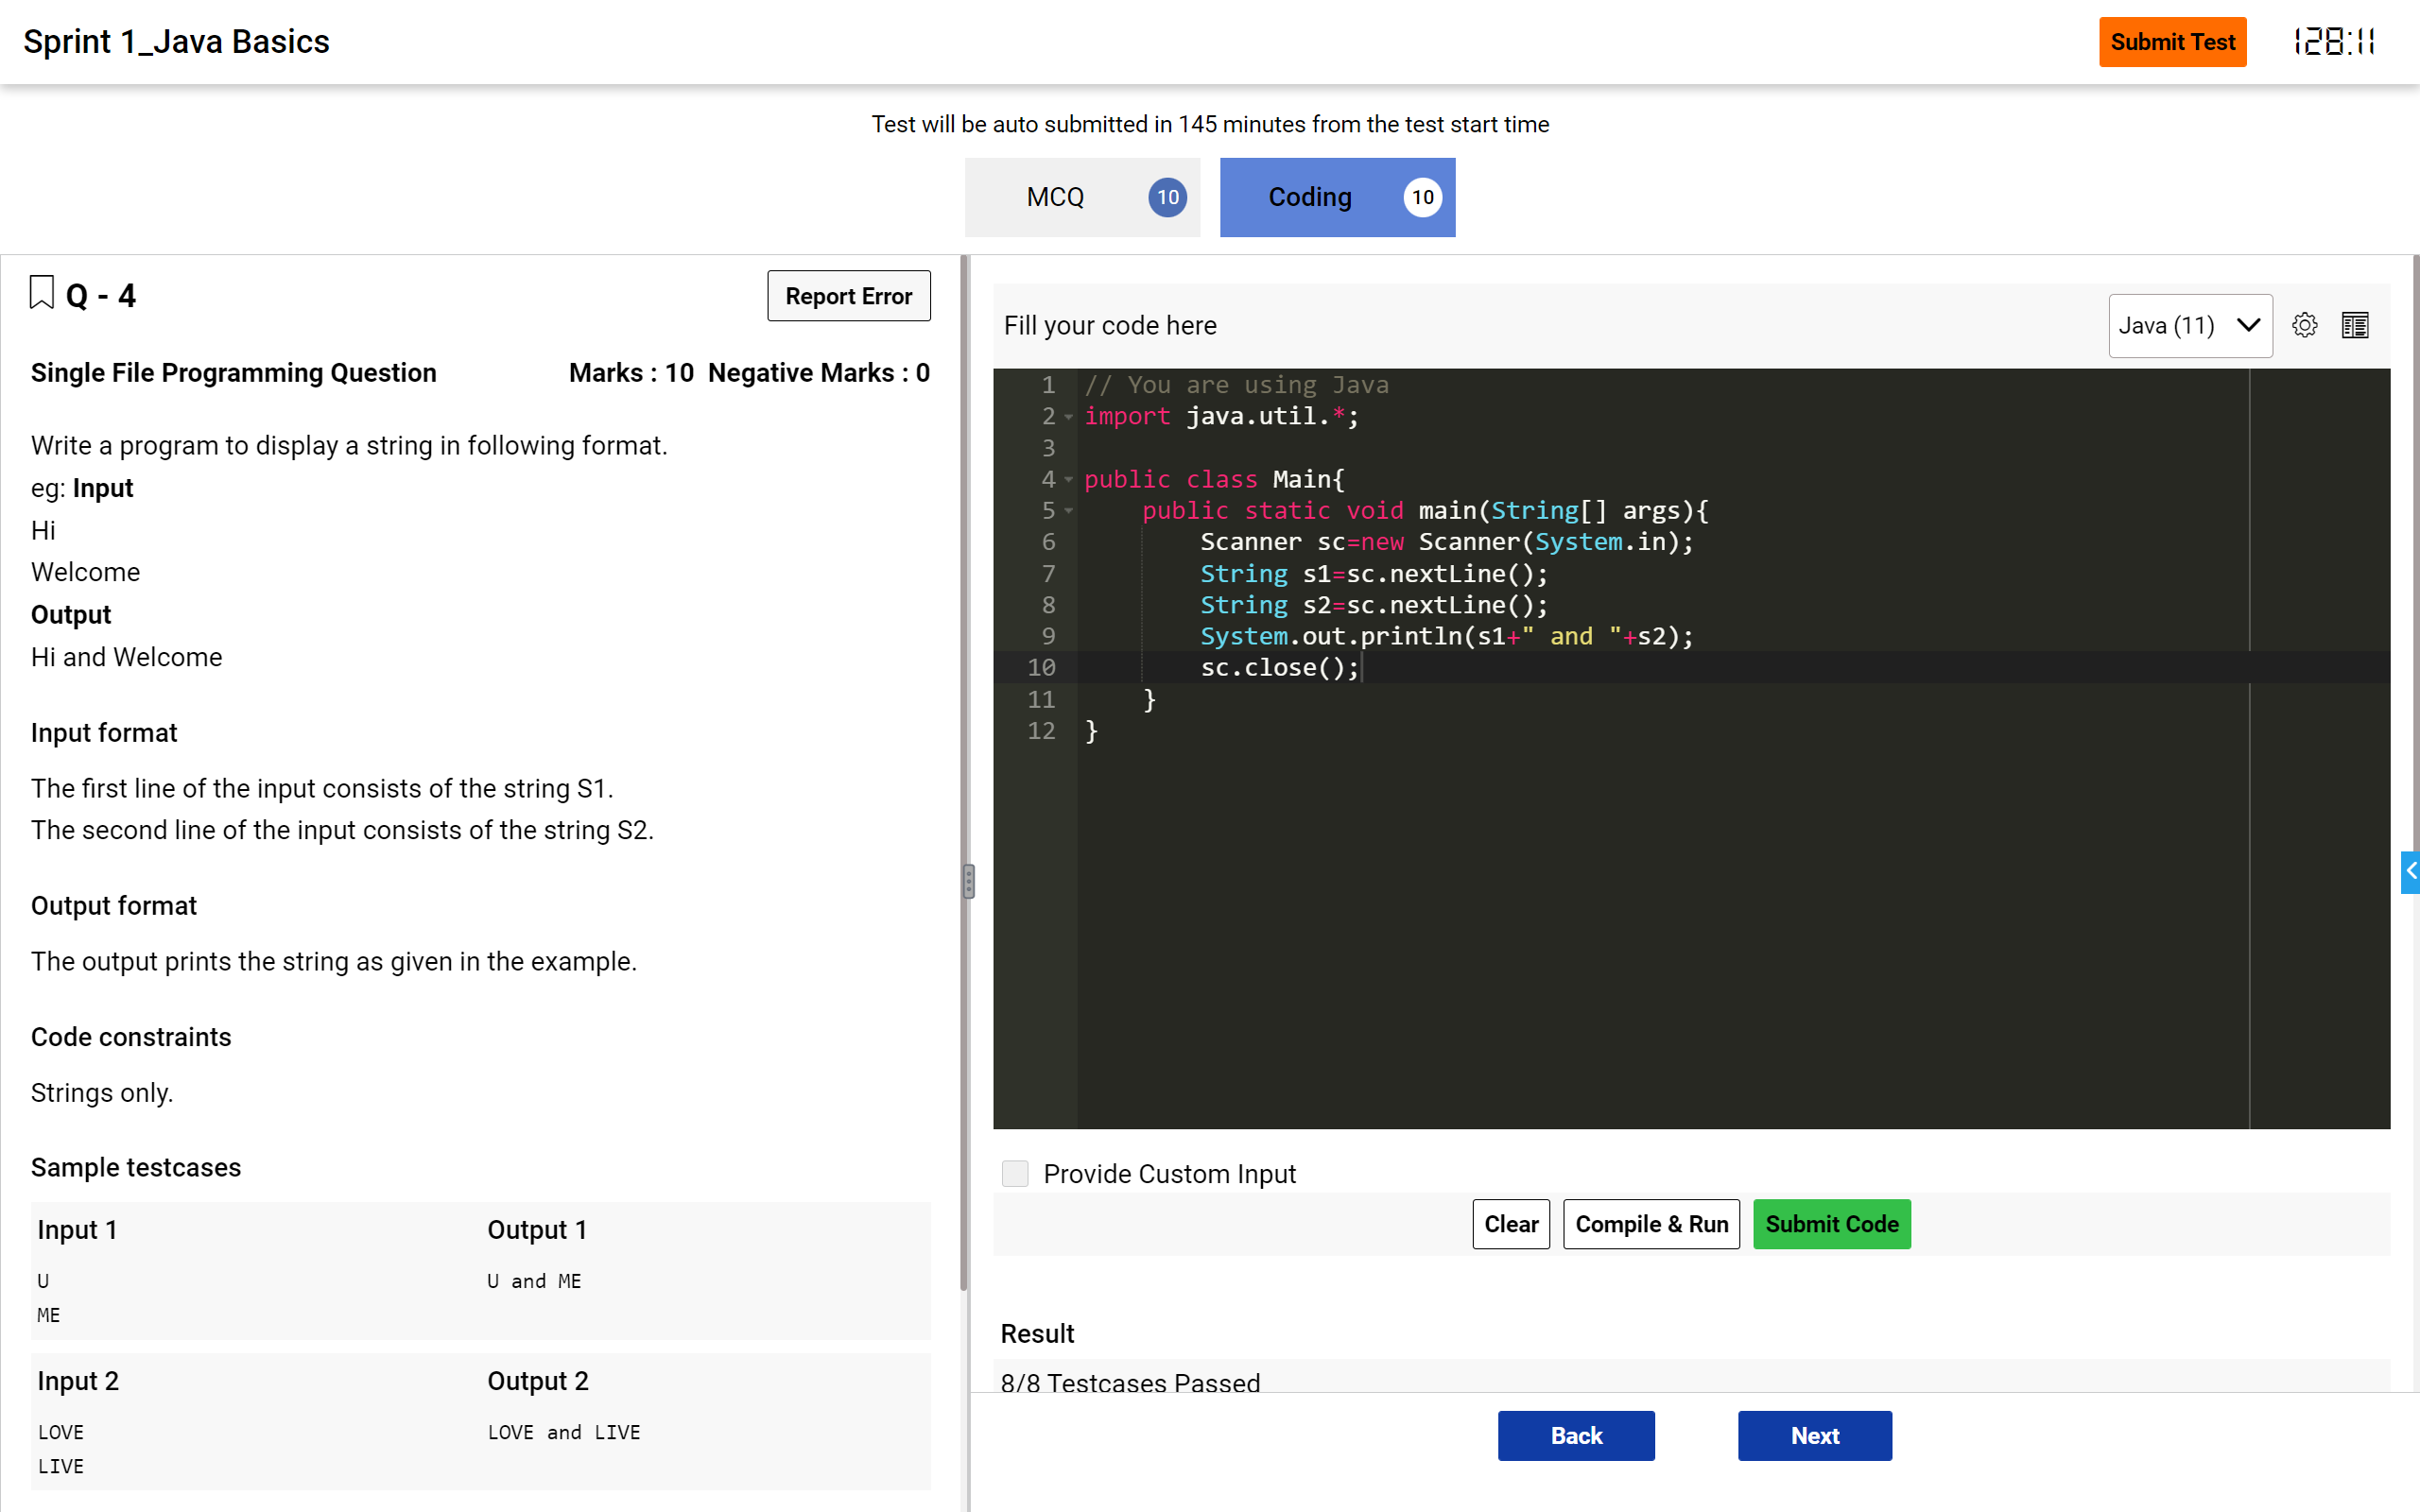 Sprint 1_Java Basics
Submit Test
128:11
Test will be auto submitted in 145 minutes from the test start time
MCQ 10
Coding 10
Q - 4
Report Error
Single File Programming Question
Marks : 10 Negative Marks : 0
Write a program to display a string in following format.
eg: Input
Hi
Welcome
Output
Hi and Welcome
Input format
The first line of the input consists of the string S1.
The second line of the input consists of the string S2.
Output format
The output prints the string as given in the example.
Code constraints
Strings only.
Sample testcases
Input 1
Output 1
U
U and ME
ME
Input 2
Output 2
LOVE
LOVE and LIVE
LIVE
Fill your code here
Java (11)
1 // You are using Java
2 import java.util.*;
3
4 public class Main{
5 public static void main(String[] args){
6 Scanner sc=new Scanner(System.in);
7 String s1=sc.nextLine();
8 String s2=sc.nextLine();
9 System.out.println(s1+" and "+s2);
10 sc.close();
11 }
12 }
Provide Custom Input
Clear
Compile & Run
Submit Code
Result
8/8 Testcases Passed
Back
Next